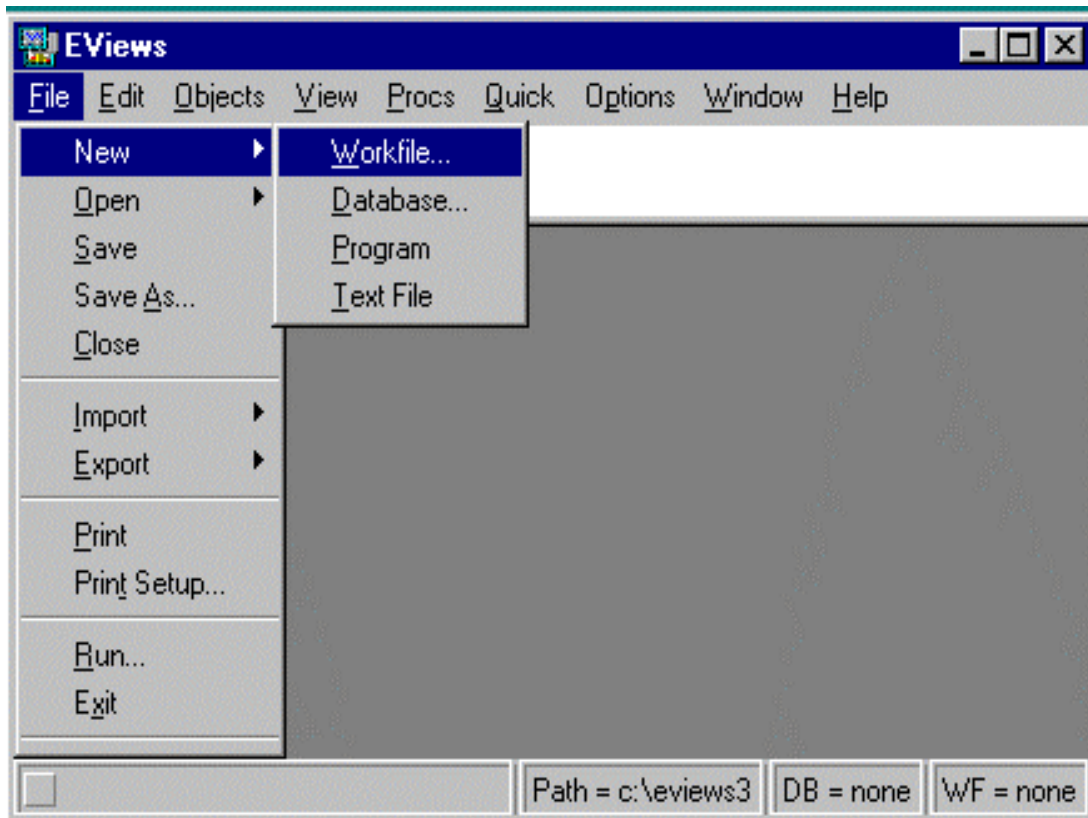 EViews
File Edit Objects View Procs Quick Options Window Help
New
Open
Save
Save As...
Close
Import
Export
Print
Print Setup...
Run...
Exit
Workfile...
Database...
Program
Text File
Path = c:\eviews3 DB = none WF = none